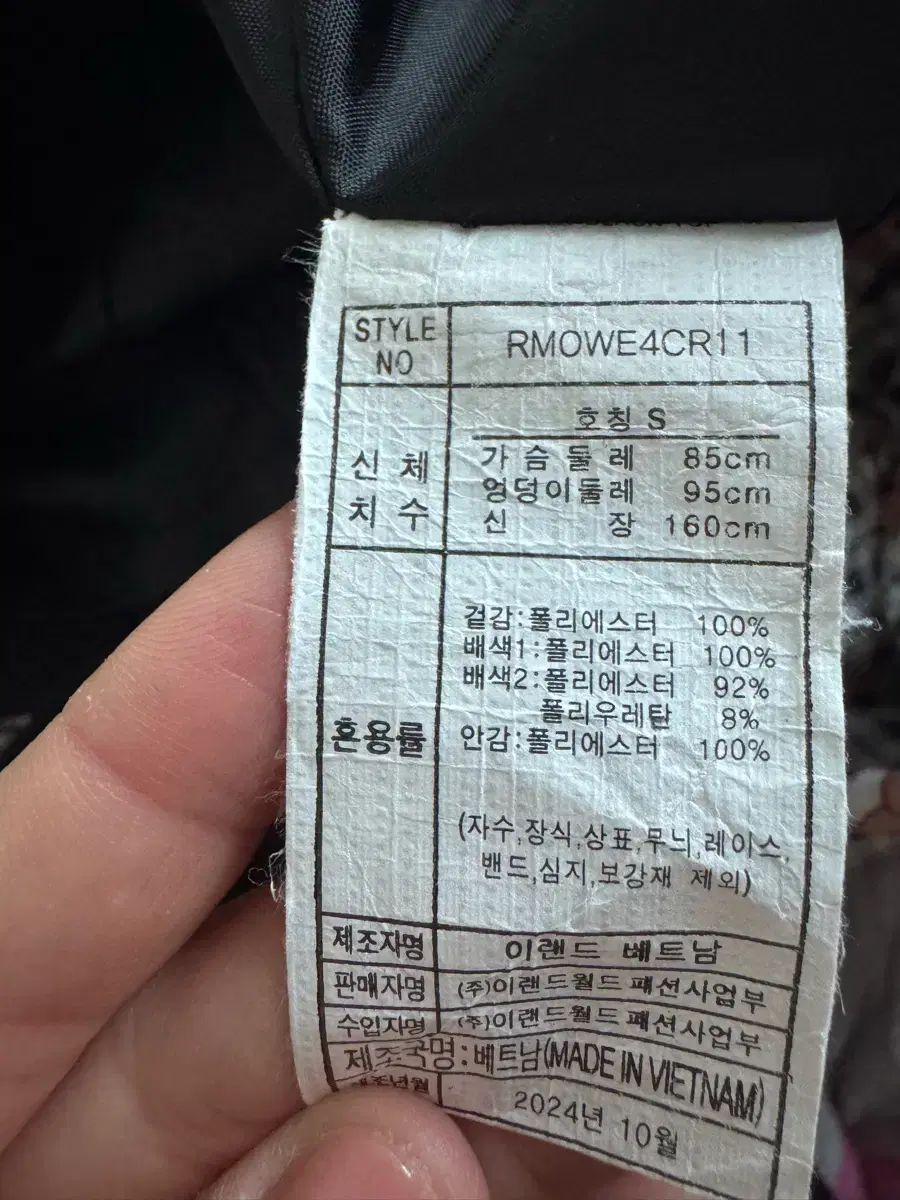 STYLE NO RMOWE4CR11
호칭 S
신체 치수
가슴둘레 85cm
엉덩이둘레 95cm
신 장 160cm
혼용률
겉감:폴리에스터 100%
배색1:폴리에스터 100%
배색2:폴리에스터 92%
폴리우레탄 8%
안감:폴리에스터 100%
(자수,장식,상표,무늬,레이스,
밴드,심지,보강재 제외)
제조자명 이랜드 베트남
판매자명 (주)이랜드월드 패션사업부
수입자명 (주)이랜드월드 패션사업부
제조국명:베트남(MADE IN VIETNAM)
제조년월 2024년 10월